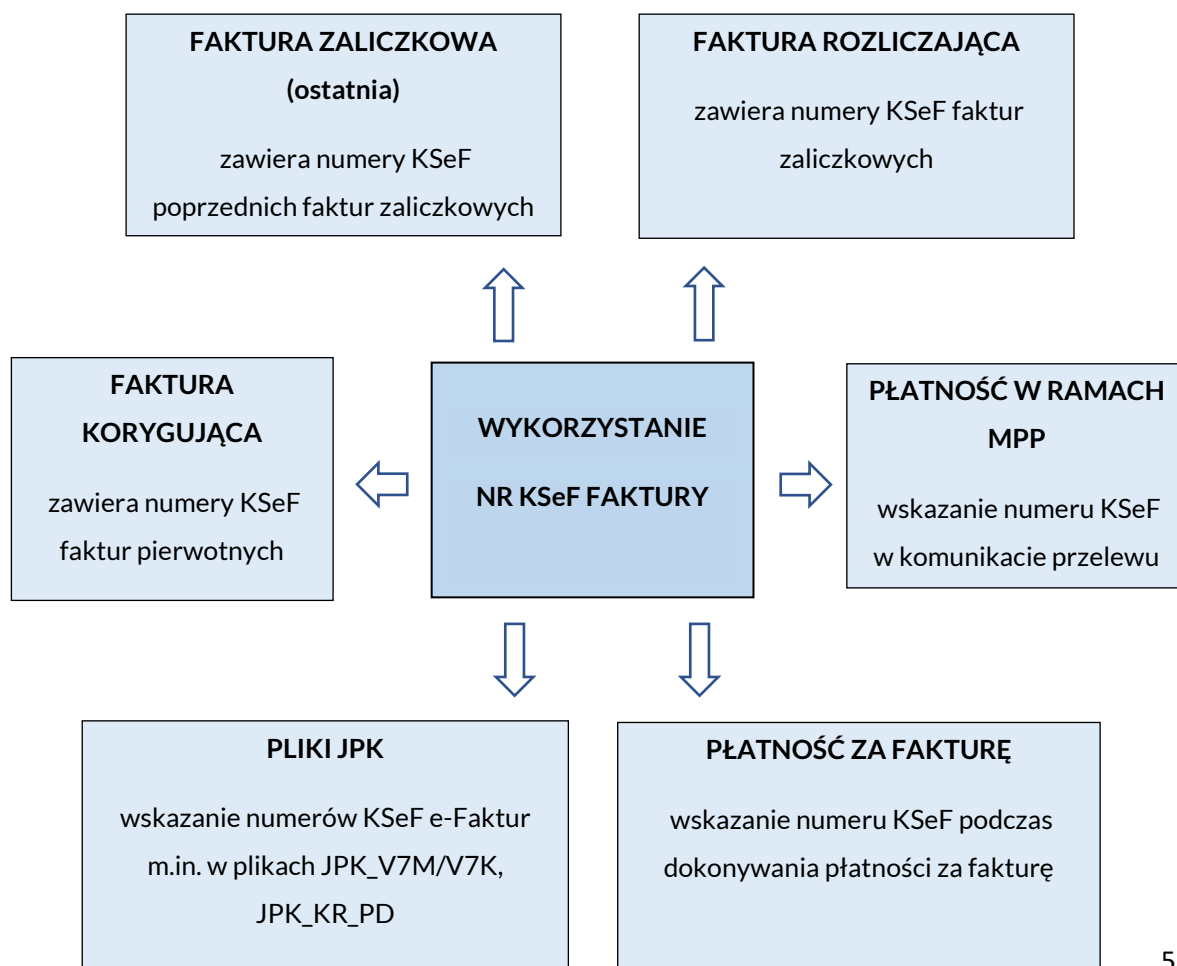 FAKTURA ZALICZKOWA
(ostatnia)
zawiera numery KSeF
poprzednich faktur zaliczkowych
FAKTURA ROZLICZAJĄCA
zawiera numery KSeF faktur
zaliczkowych
FAKTURA
KORYGUJĄCA
zawiera numery KSeF
faktur pierwotnych
WYKORZYSTANIE
NR KSeF FAKTURY
PŁATNOŚĆ W RAMACH
MPP
wskazanie numeru KSeF
w komunikacie przelewu
PLIKI JPK
wskazanie numerów KSeF e-Faktur
m.in. w plikach JPK_V7M/V7K,
JPK_KR_PD
PŁATNOŚĆ ZA FAKTURĘ
wskazanie numeru KSeF podczas
dokonywania płatności za fakturę
5